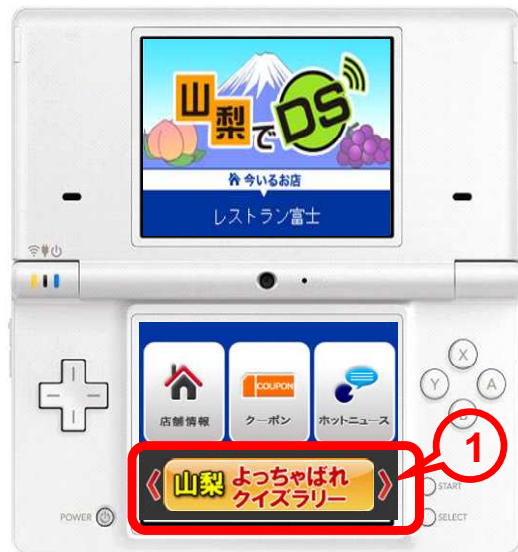 山梨でDS
今いるお店
レストラン富士
店舗情報
COUPON
クーポン
ホットニュース
山梨 よっちゃばれ
クイズラリー
1
X
Y
A
B
START
SELECT
POWER